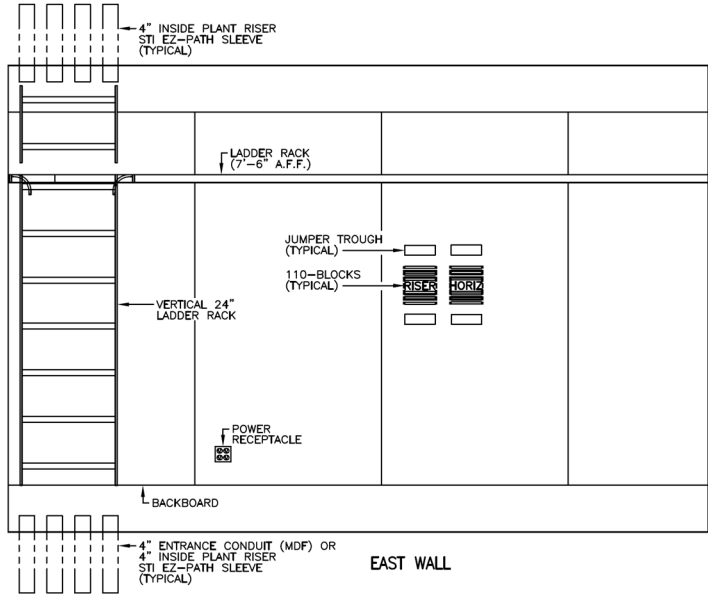 4" INSIDE PLANT RISER
STI EZ-PATH SLEEVE
(TYPICAL)
LADDER RACK
(7'-6" A.F.F.)
JUMPER TROUGH
(TYPICAL)
110-BLOCKS
(TYPICAL)
RISER
HORIZ
VERTICAL 24"
LADDER RACK
POWER
RECEPTACLE
BACKBOARD
4" ENTRANCE CONDUIT (MDF) OR
4" INSIDE PLANT RISER
STI EZ-PATH SLEEVE
(TYPICAL)
EAST WALL